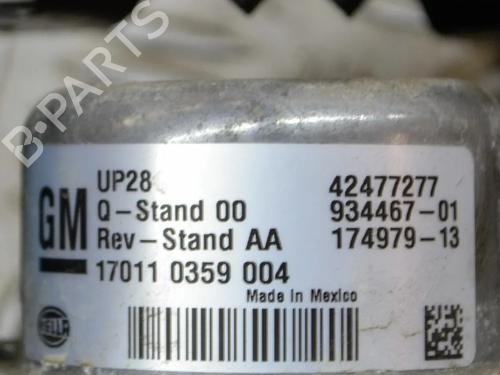 B-PARTS
GM
UP28 42477277
Q-Stand 00 934467-01
Rev-Stand AA 174979-13
17011 0359 004
Made in Mexico
HELLA